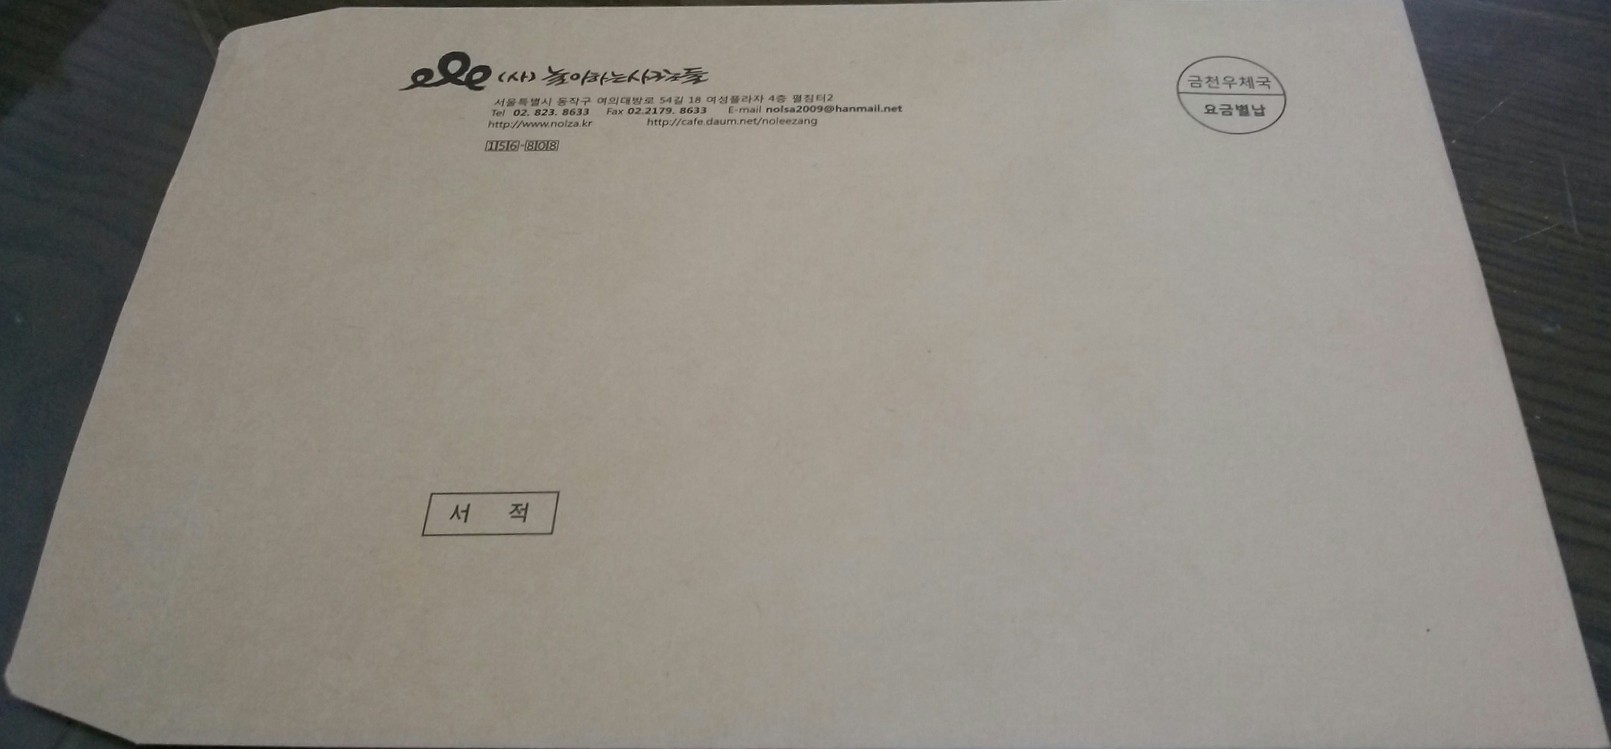 (사) 놀이하는사람들
서울특별시 동작구 여의대방로 54길 18 여성플라자 4층 별침터2
Tel 02. 823. 8633 Fax 02.2179. 8633 E-mail nolsa2009@hanmail.net
http://www.nolza.kr http://cafe.daum.net/noleezang
156-808
금천우체국
요금별납
서 적